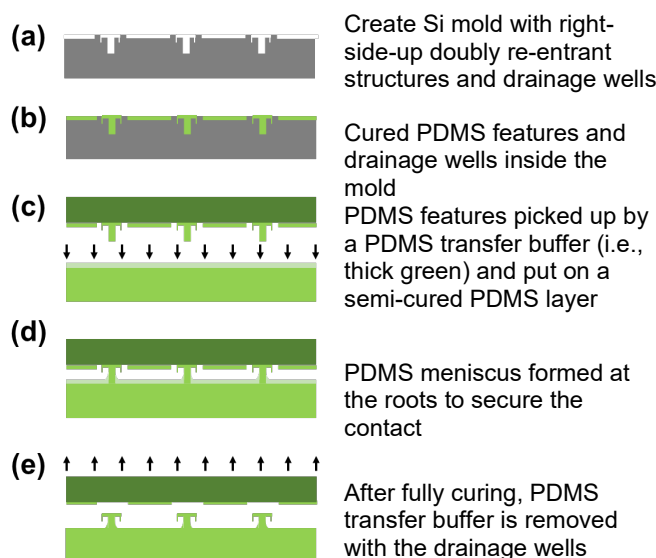 (a)
Create Si mold with right-
side-up doubly re-entrant
structures and drainage wells
(b)
Cured PDMS features and
drainage wells inside the
mold
(c)
PDMS features picked up by
a PDMS transfer buffer (i.e.,
thick green) and put on a
semi-cured PDMS layer
(d)
PDMS meniscus formed at
the roots to secure the
contact
(e)
After fully curing, PDMS
transfer buffer is removed
with the drainage wells